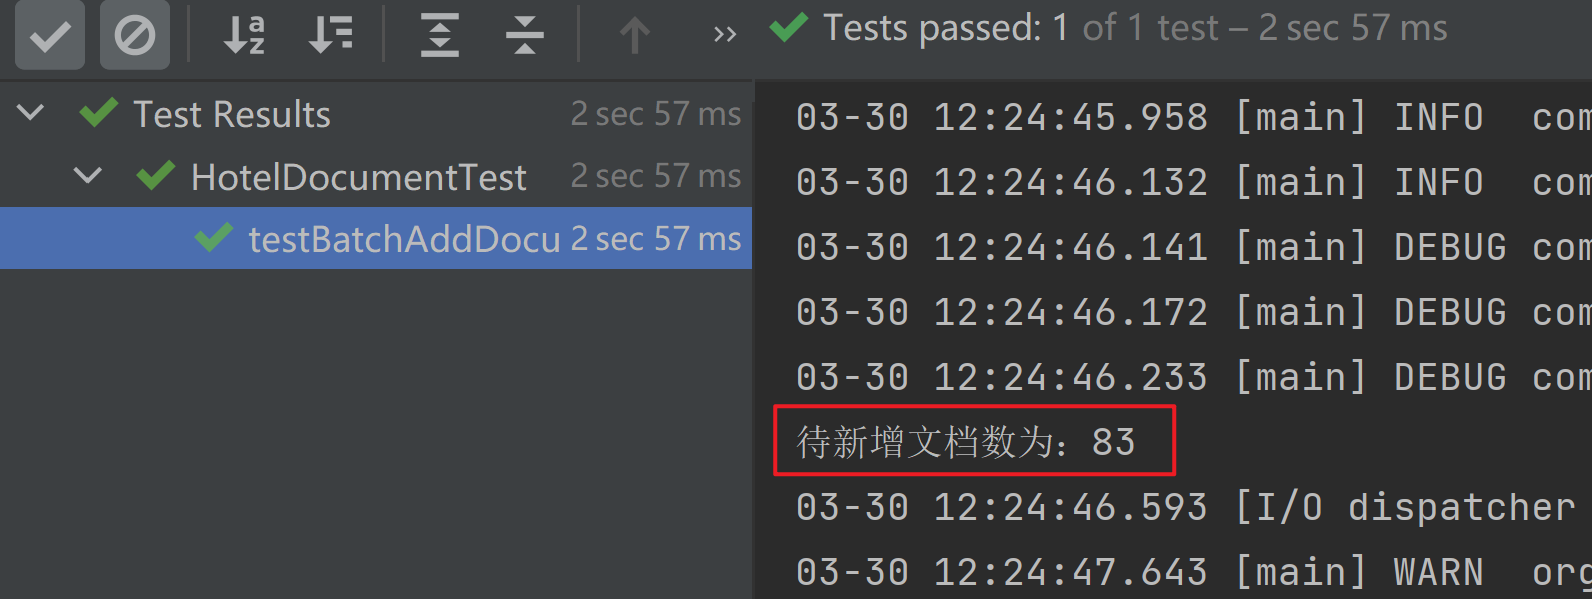 Tests passed: 1 of 1 test – 2 sec 57 ms
Test Results 2 sec 57 ms
HotelDocumentTest 2 sec 57 ms
testBatchAddDocu 2 sec 57 ms
03-30 12:24:45.958 [main] INFO com
03-30 12:24:46.132 [main] INFO com
03-30 12:24:46.141 [main] DEBUG com
03-30 12:24:46.172 [main] DEBUG com
03-30 12:24:46.233 [main] DEBUG com
待新增文档数为：83
03-30 12:24:46.593 [I/O dispatcher
03-30 12:24:47.643 [main] WARN org